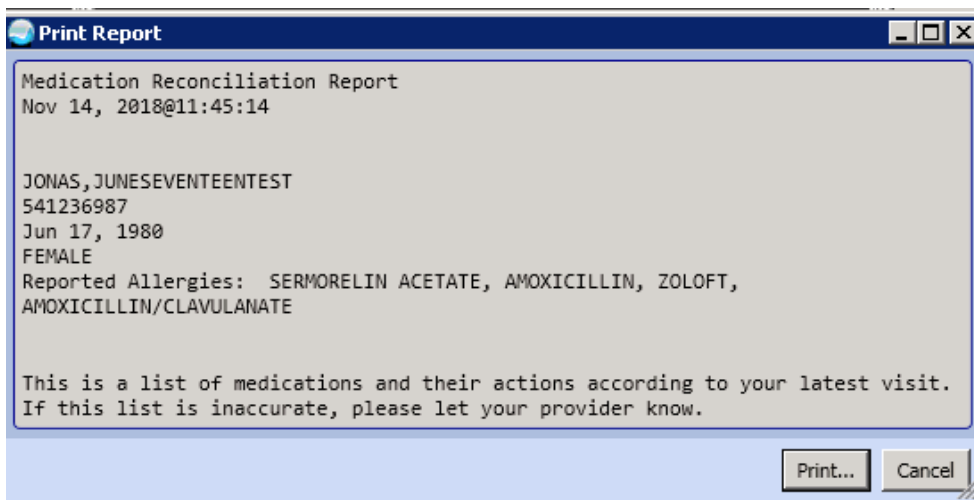 Print Report
Medication Reconciliation Report
Nov 14, 2018@11:45:14
JONAS,JUNESEVENTEENTEST
541236987
Jun 17, 1980
FEMALE
Reported Allergies:  SERMORELIN ACETATE, AMOXICILLIN, ZOLOFT,
AMOXICILLIN/CLAVULANATE
This is a list of medications and their actions according to your latest visit.
If this list is inaccurate, please let your provider know.
Print... Cancel